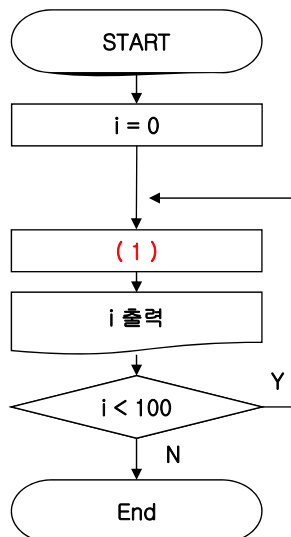 START
i = 0
( 1 )
i 출력
i < 100
Y
N
End